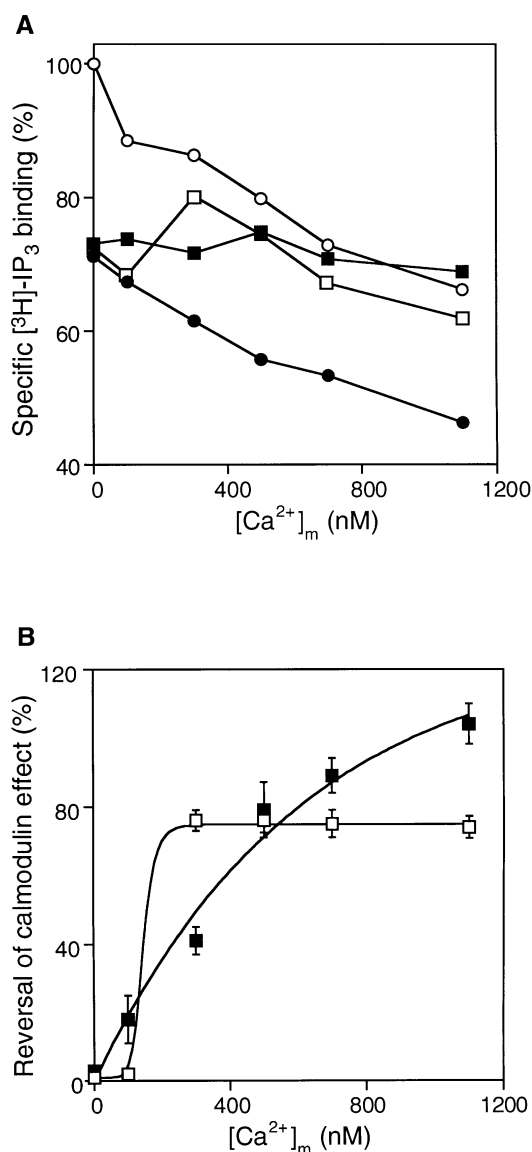 A
Specific [³H]-IP₃ binding (%)
100
80
60
40
0 400 800 1200
[Ca²⁺]ₘ (nM)
B
Reversal of calmodulin effect (%)
120
80
40
0
0 400 800 1200
[Ca²⁺]ₘ (nM)